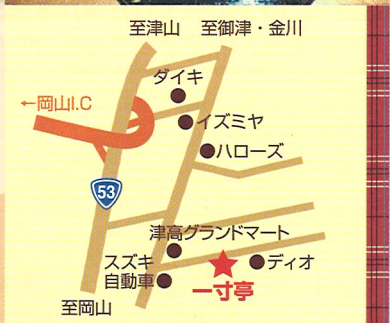 至津山 至御津・金川
ダイキ
←岡山I.C
イズミヤ
ハローズ
53
津高グランドマート
スズキ
自動車
ディオ
一寸亭
至岡山